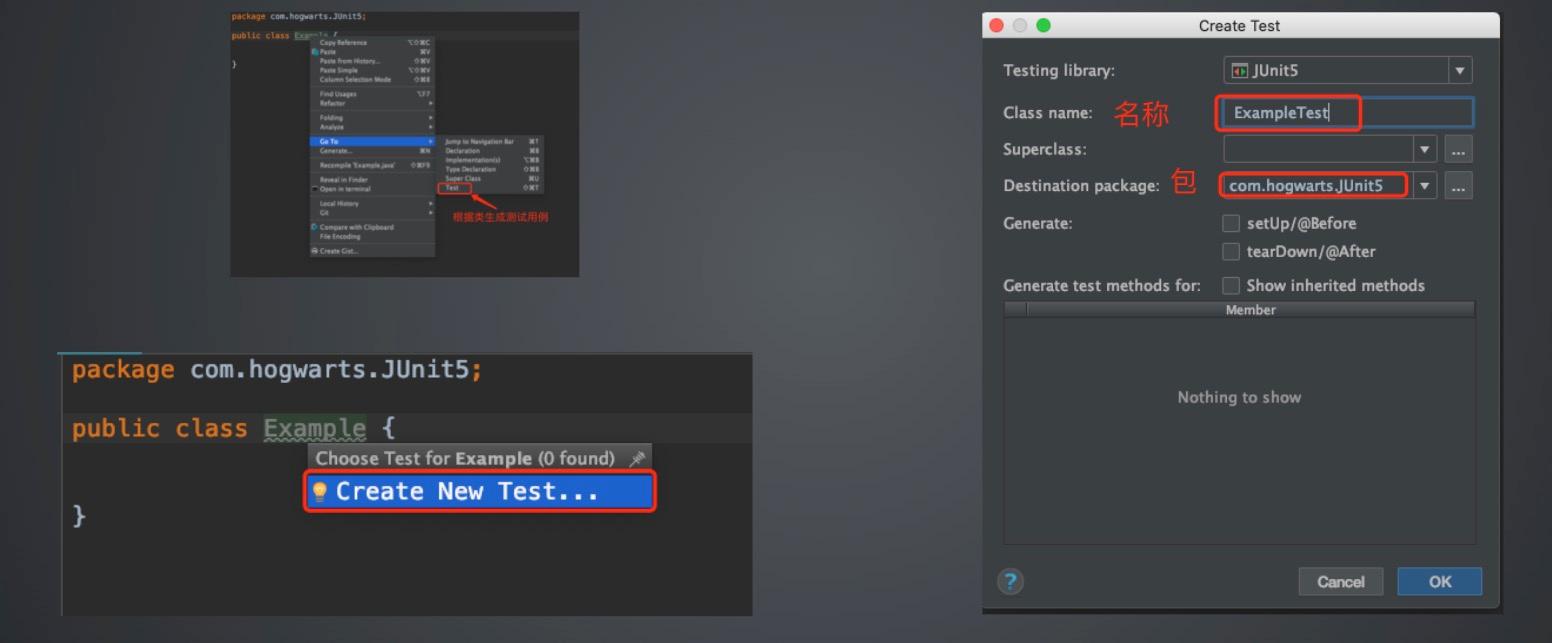 package com.hogwarts.JUnit5;
public class Example {
Copy Reference ⌥⇧⌘C
Paste ⌘V
Paste from History... ⇧⌘V
Paste Simple ⌥⇧⌘V
Column Selection Mode ⇧⌘8
Find Usages ⌥F7
Refactor
Folding
Analyze
Go To
Generate... ⌘N
Recompile 'Example.java' ⇧⌘F9
Reveal in Finder
Open in terminal
Local History
Git
Compare with Clipboard
File Encoding
Create Gist...
}
Jump to Navigation Bar
Declaration
Implementation(s)
Type Declaration
Super Class ⌘U
Test ⇧⌘T
根据类生成测试用例
package com.hogwarts.JUnit5;
public class Example {
Choose Test for Example (0 found)
Create New Test...
}
Create Test
Testing library: JUnit5
Class name: 名称 ExampleTest
Superclass: ...
Destination package: 包 com.hogwarts.JUnit5 ...
Generate: setUp/@Before
tearDown/@After
Generate test methods for: Show inherited methods
Member
Nothing to show
? Cancel OK